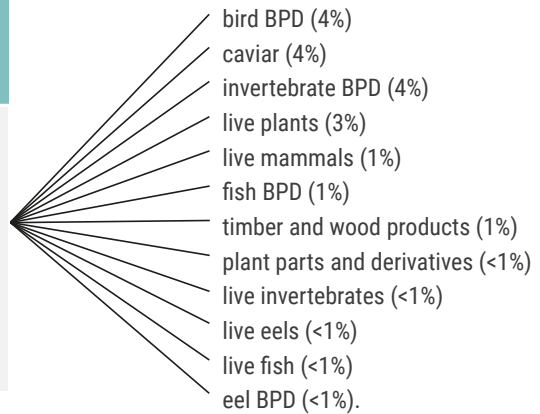 bird BPD (4%)
caviar (4%)
invertebrate BPD (4%)
live plants (3%)
live mammals (1%)
fish BPD (1%)
timber and wood products (1%)
plant parts and derivatives (<1%)
live invertebrates (<1%)
live eels (<1%)
live fish (<1%)
eel BPD (<1%).